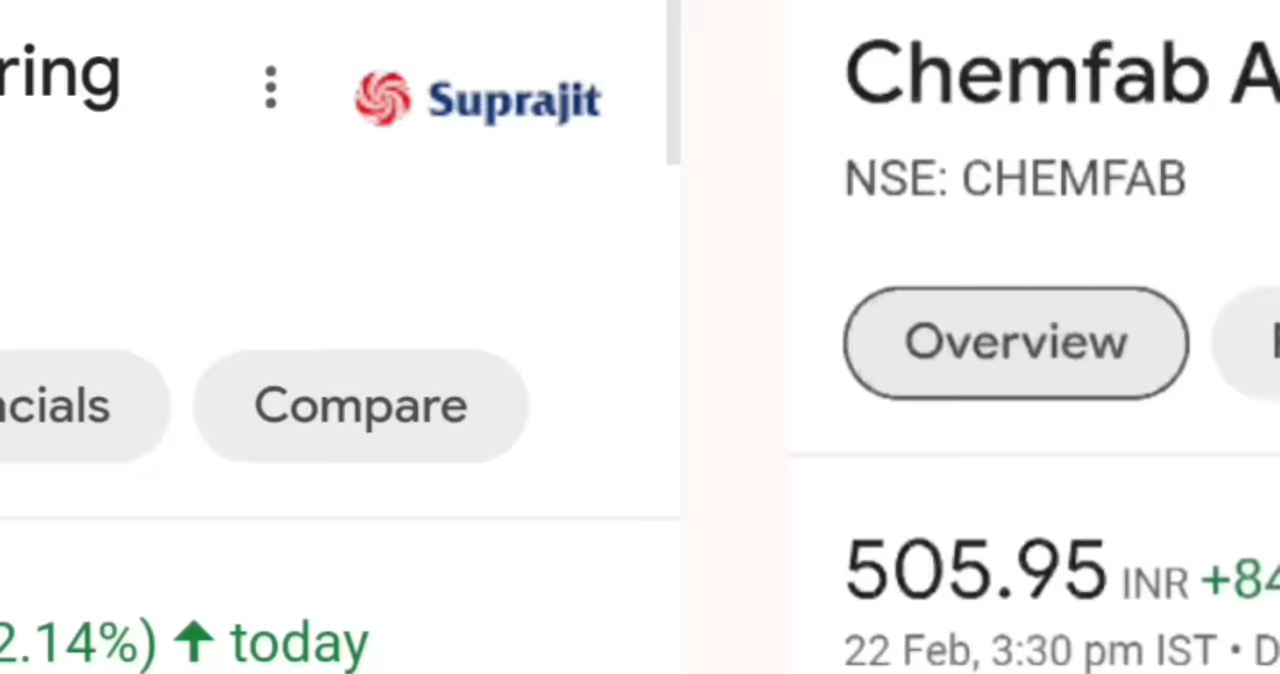 ring
Suprajit
ncials
Compare
2.14%) ↑ today
Chemfab A
NSE: CHEMFAB
Overview
505.95 INR +84
22 Feb, 3:30 pm IST • D